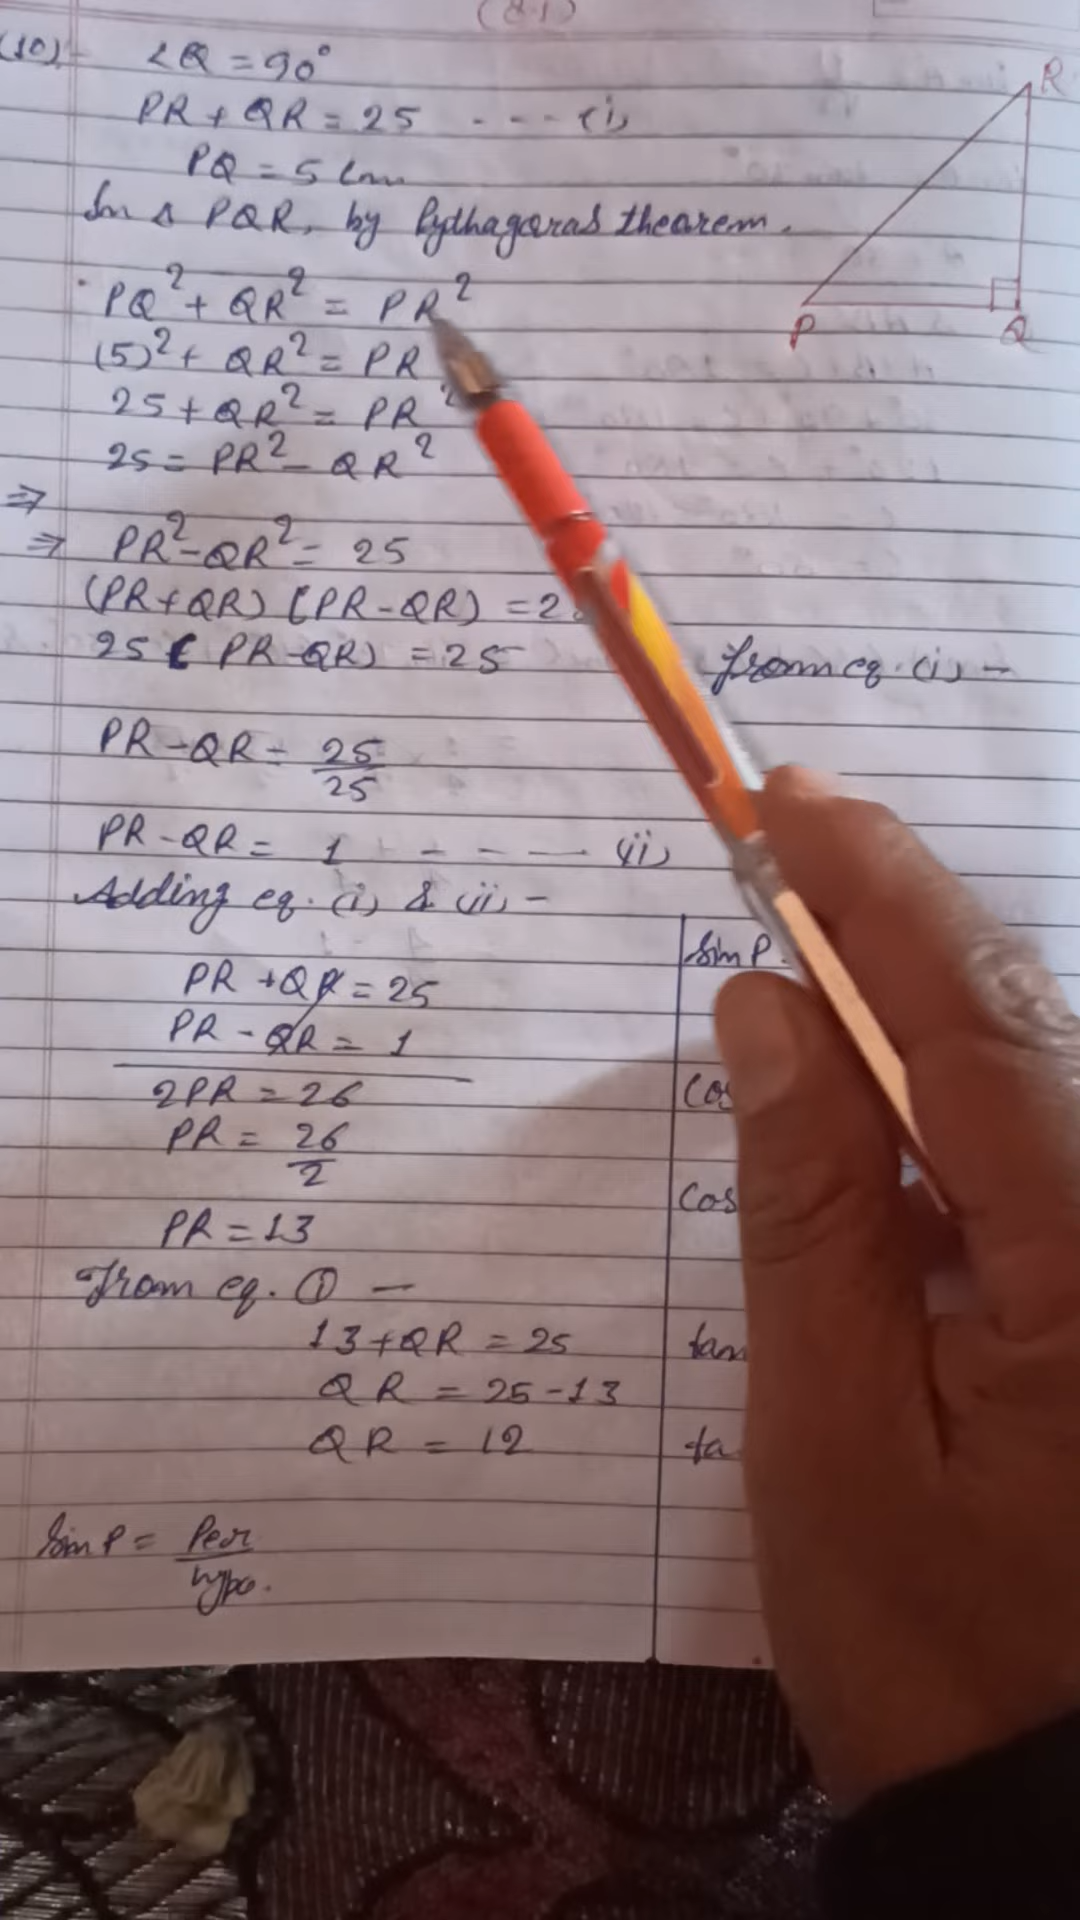 (8.1)
(10) ∠Q = 90°
PR + QR = 25 - - - - (i)
PQ = 5 cm
In Δ PQR, by Pythagoras thearem.
PQ² + QR² = PR²
(5)² + QR² = PR
25 + QR² = PR²
25 = PR² - QR²
⇒
⇒ PR² - QR² = 25
(PR + QR) (PR - QR) = 2
25 ( PR - QR) = 25 from eq. (i) -
PR - QR = 25/25
PR - QR = 1 - - - - (ii)
Adding eq. (i) & (ii) -
PR + QR = 25
PR - QR = 1
2PR = 26
PR = 26/2
PR = 13
From eq. ① -
13 + QR = 25
QR = 25 - 13
QR = 12
Sin P = Per/hypo.
Sin P
Cos
Cos
tan
ta
R
P
Q